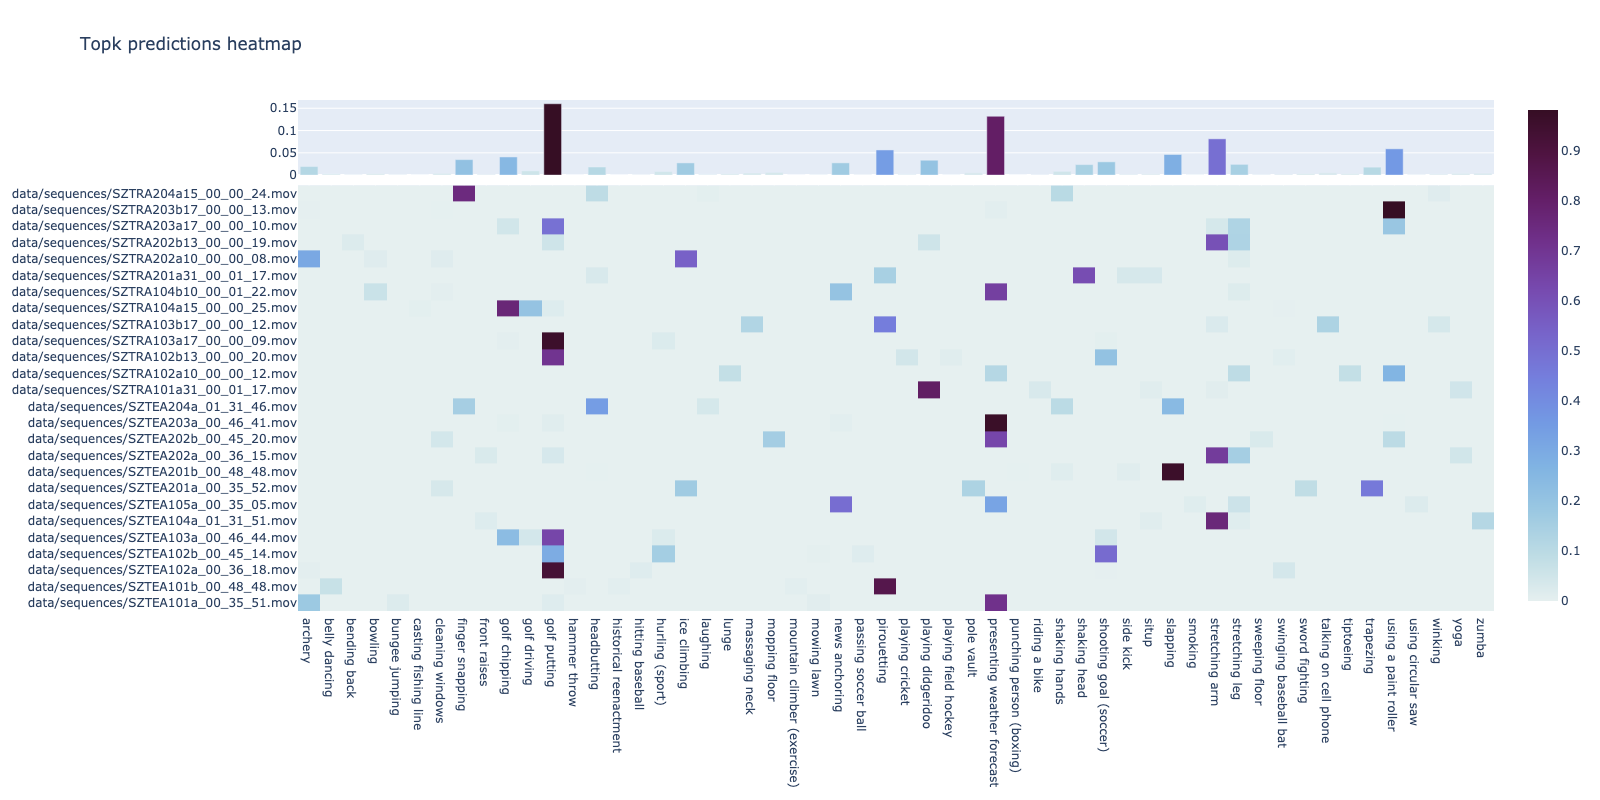 Topk predictions heatmap
0.15
0.1
0.05
0
data/sequences/SZTRA204a15_00_00_24.mov
data/sequences/SZTRA203b17_00_00_13.mov
data/sequences/SZTRA203a17_00_00_10.mov
data/sequences/SZTRA202b13_00_00_19.mov
data/sequences/SZTRA202a10_00_00_08.mov
data/sequences/SZTRA201a31_00_01_17.mov
data/sequences/SZTRA104b10_00_01_22.mov
data/sequences/SZTRA104a15_00_00_25.mov
data/sequences/SZTRA103b17_00_00_12.mov
data/sequences/SZTRA103a17_00_00_09.mov
data/sequences/SZTRA102b13_00_00_20.mov
data/sequences/SZTRA102a10_00_00_12.mov
data/sequences/SZTRA101a31_00_01_17.mov
data/sequences/SZTEA204a_01_31_46.mov
data/sequences/SZTEA203a_00_46_41.mov
data/sequences/SZTEA202b_00_45_20.mov
data/sequences/SZTEA202a_00_36_15.mov
data/sequences/SZTEA201b_00_48_48.mov
data/sequences/SZTEA201a_00_35_52.mov
data/sequences/SZTEA105a_00_35_05.mov
data/sequences/SZTEA104a_01_31_51.mov
data/sequences/SZTEA103a_00_46_44.mov
data/sequences/SZTEA102b_00_45_14.mov
data/sequences/SZTEA102a_00_36_18.mov
data/sequences/SZTEA101b_00_48_48.mov
data/sequences/SZTEA101a_00_35_51.mov
archery
belly dancing
bending back
bowling
bungee jumping
casting fishing line
cleaning windows
finger snapping
front raises
golf chipping
golf driving
golf putting
hammer throw
headbutting
historical reenactment
hitting baseball
hurling (sport)
ice climbing
laughing
lunge
massaging neck
mopping floor
mountain climber (exercise)
mowing lawn
news anchoring
passing soccer ball
pirouetting
playing cricket
playing didgeridoo
playing field hockey
pole vault
presenting weather forecast
punching person (boxing)
riding a bike
shaking hands
shaking head
shooting goal (soccer)
side kick
situp
slapping
smoking
stretching arm
stretching leg
sweeping floor
swinging baseball bat
sword fighting
talking on cell phone
tiptoeing
trapezing
using a paint roller
using circular saw
winking
yoga
zumba
0.9
0.8
0.7
0.6
0.5
0.4
0.3
0.2
0.1
0